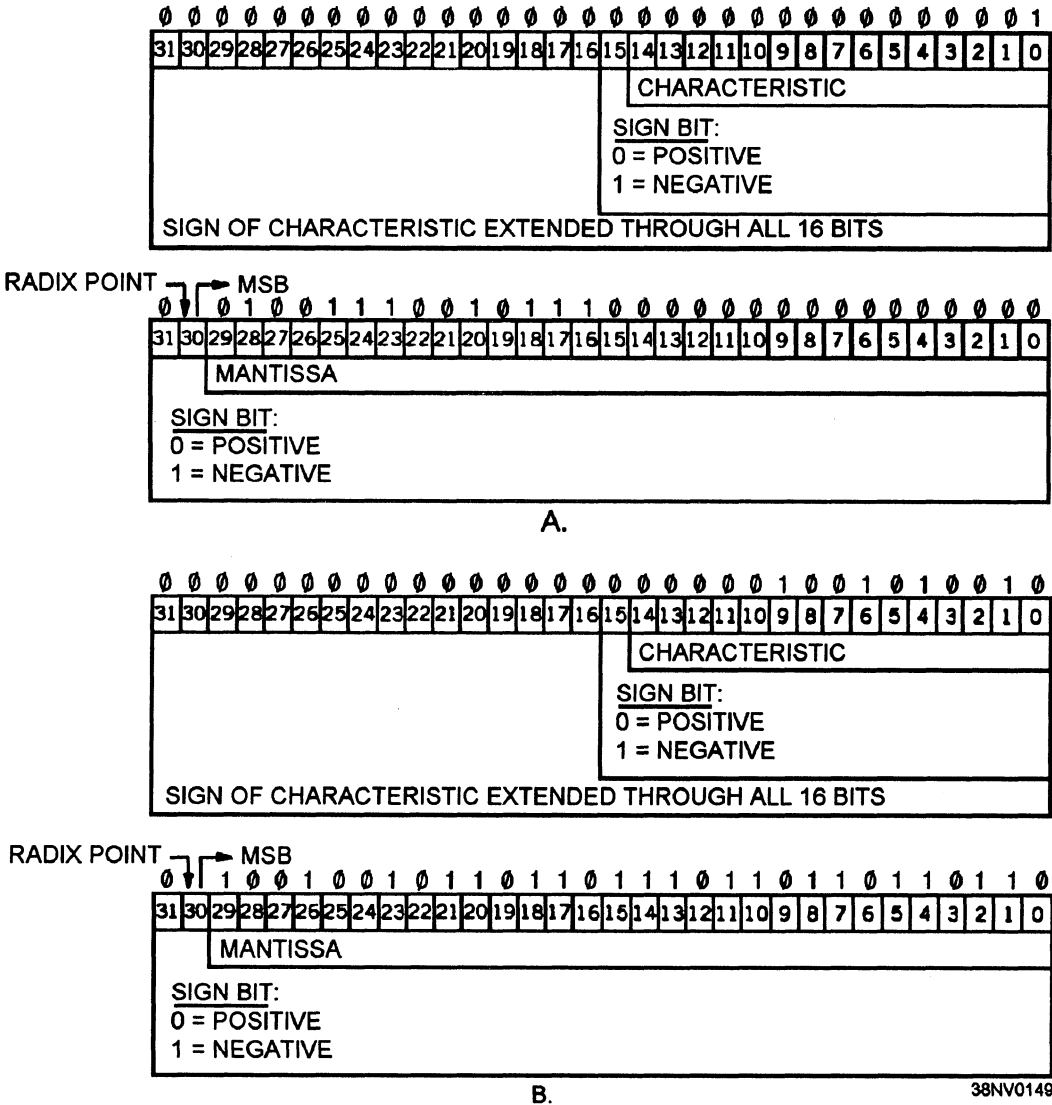 Ø Ø Ø Ø Ø Ø Ø Ø Ø Ø Ø Ø Ø Ø Ø Ø Ø Ø Ø Ø Ø Ø Ø Ø Ø Ø Ø Ø Ø Ø Ø 1
31 30 29 28 27 26 25 24 23 22 21 20 19 18 17 16 15 14 13 12 11 10 9 8 7 6 5 4 3 2 1 0
CHARACTERISTIC
SIGN BIT:
0 = POSITIVE
1 = NEGATIVE
SIGN OF CHARACTERISTIC EXTENDED THROUGH ALL 16 BITS
RADIX POINT MSB
Ø Ø 1 Ø Ø 1 1 1 Ø Ø 1 Ø 1 1 1 Ø Ø Ø Ø Ø Ø Ø Ø Ø Ø Ø Ø Ø Ø Ø Ø
31 30 29 28 27 26 25 24 23 22 21 20 19 18 17 16 15 14 13 12 11 10 9 8 7 6 5 4 3 2 1 0
MANTISSA
SIGN BIT:
0 = POSITIVE
1 = NEGATIVE
A.
Ø Ø Ø Ø Ø Ø Ø Ø Ø Ø Ø Ø Ø Ø Ø Ø Ø Ø Ø Ø Ø Ø 1 Ø Ø 1 Ø 1 Ø Ø 1 Ø
31 30 29 28 27 26 25 24 23 22 21 20 19 18 17 16 15 14 13 12 11 10 9 8 7 6 5 4 3 2 1 0
CHARACTERISTIC
SIGN BIT:
0 = POSITIVE
1 = NEGATIVE
SIGN OF CHARACTERISTIC EXTENDED THROUGH ALL 16 BITS
RADIX POINT MSB
Ø 1 Ø Ø 1 Ø Ø 1 Ø 1 1 Ø 1 1 Ø 1 1 1 Ø 1 1 Ø 1 1 Ø 1 1 Ø 1 1 Ø
31 30 29 28 27 26 25 24 23 22 21 20 19 18 17 16 15 14 13 12 11 10 9 8 7 6 5 4 3 2 1 0
MANTISSA
SIGN BIT:
0 = POSITIVE
1 = NEGATIVE
B.
38NV0149